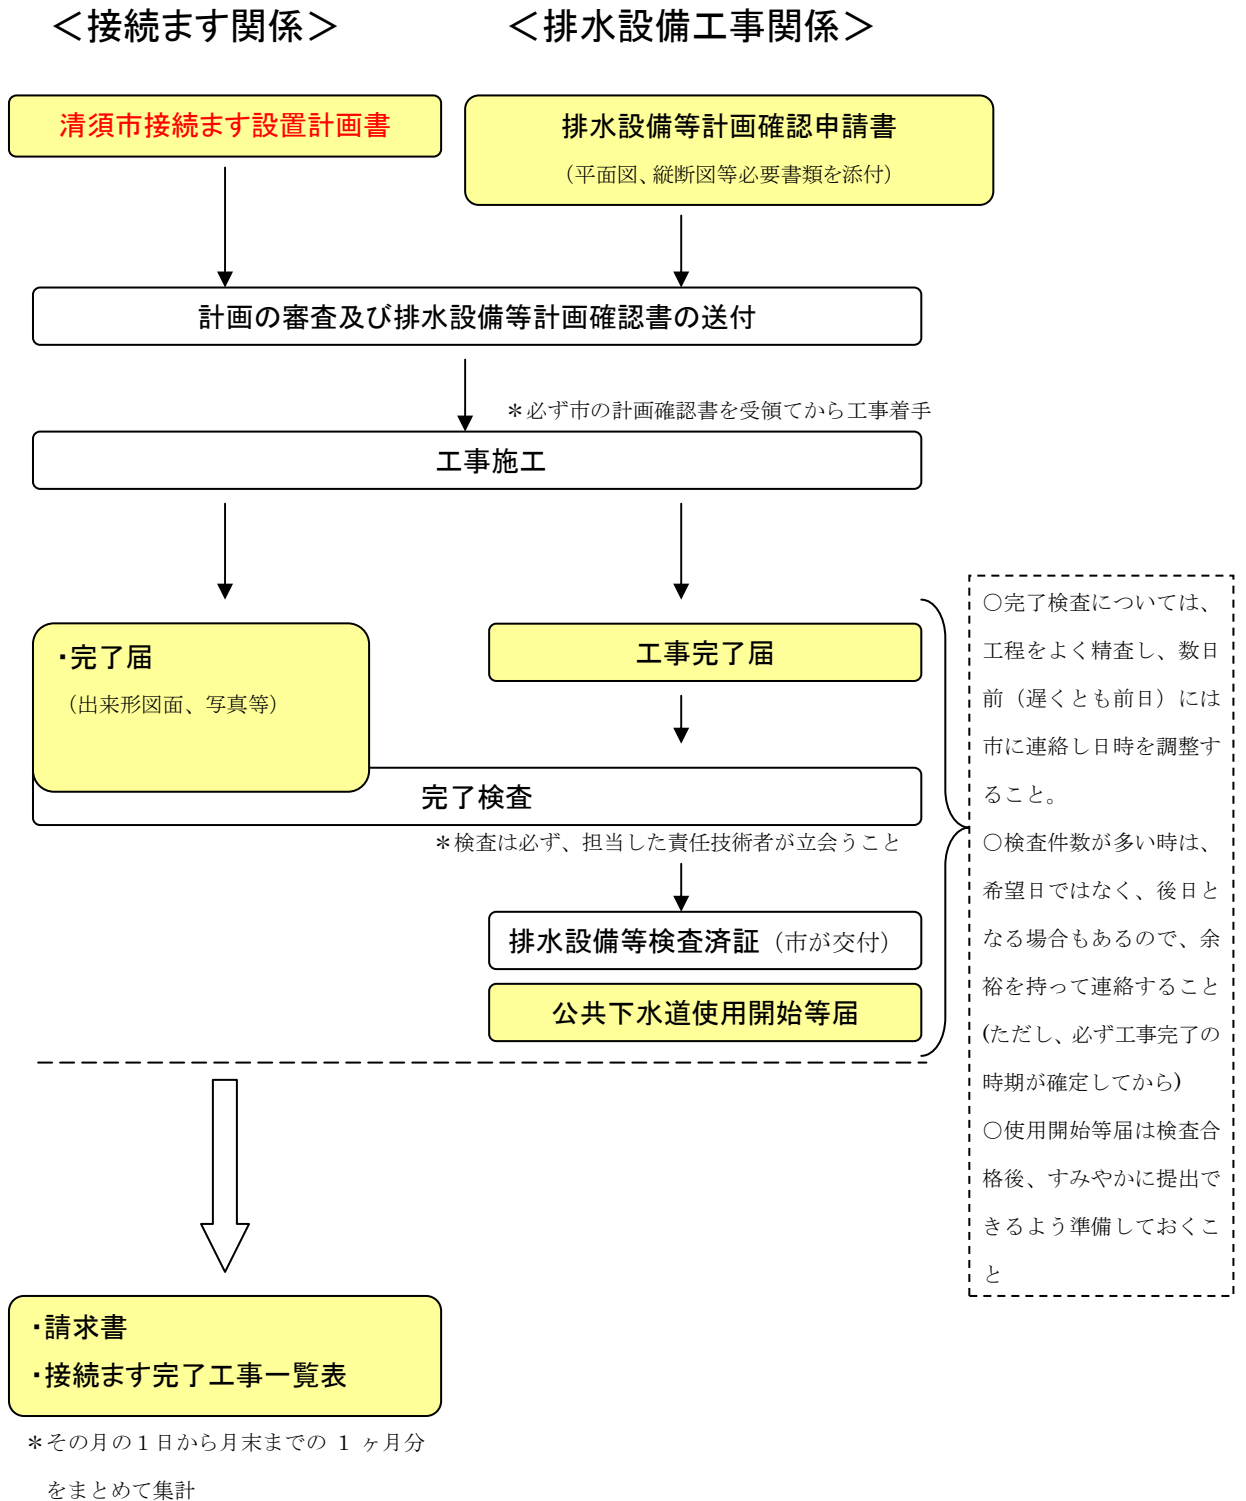 ＜接続ます関係＞
＜排水設備工事関係＞
清須市接続ます設置計画書
排水設備等計画確認申請書
（平面図、縦断図等必要書類を添付）
計画の審査及び排水設備等計画確認書の送付
＊必ず市の計画確認書を受領てから工事着手
工事施工
・完了届
（出来形図面、写真等）
工事完了届
完了検査
＊検査は必ず、担当した責任技術者が立会うこと
排水設備等検査済証（市が交付）
公共下水道使用開始等届
○完了検査については、
工程をよく精査し、数日
前（遅くとも前日）には
市に連絡し日時を調整す
ること。
○検査件数が多い時は、
希望日ではなく、後日と
なる場合もあるので、余
裕を持って連絡すること
(ただし、必ず工事完了の
時期が確定してから)
○使用開始等届は検査合
格後、すみやかに提出で
きるよう準備しておくこ
と
・請求書
・接続ます完了工事一覧表
＊その月の１日から月末までの １ ヶ月分
をまとめて集計